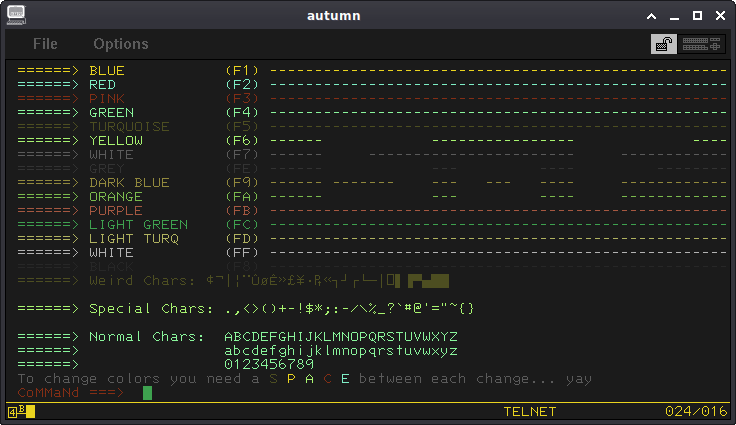 autumn
File Options
======> BLUE (F1) -----------------------------------------------------
======> RED (F2) -----------------------------------------------------
======> PINK (F3) -----------------------------------------------------
======> GREEN (F4) -----------------------------------------------------
======> TURQUOISE (F5) -----------------------------------------------------
======> YELLOW (F6) ------ ----------------- ----
======> WHITE (F7) ------ ------------------------
======> GREY (FE) ------ --- --- ---
======> DARK BLUE (F9) ------ ------- --- --- -------------
======> ORANGE (FA) ------ ----------------- -------------
======> PURPLE (FB) -----------------------------------------------------
======> LIGHT GREEN (FC) -----------------------------------------------------
======> LIGHT TURQ (FD) -----------------------------------------------------
======> WHITE (FF) -----------------------------------------------------
BLACK
======> Weird Chars:
======> Special Chars: .,<>()+-!$*;:-/\%_?`#@'="~{}
======> Normal Chars: ABCDEFGHIJKLMNOPQRSTUVWXYZ
======> abcdefghijklmnopqrstuvwxyz
======> 0123456789
To change colors you need a S P A C E between each change... yay
CoMMaNd ===>
4B TELNET 024/016